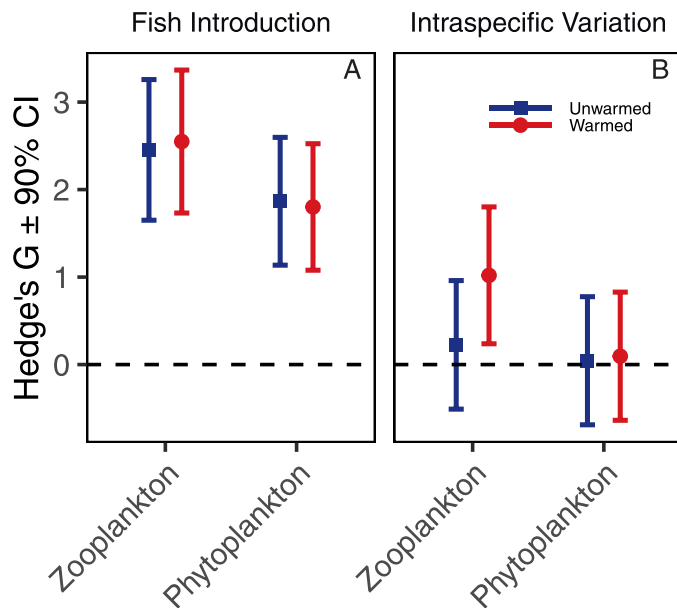 Fish Introduction
Intraspecific Variation
A
B
Hedge's G ± 90% CI
3
2
1
0
Unwarmed
Warmed
Zooplankton
Phytoplankton
Zooplankton
Phytoplankton